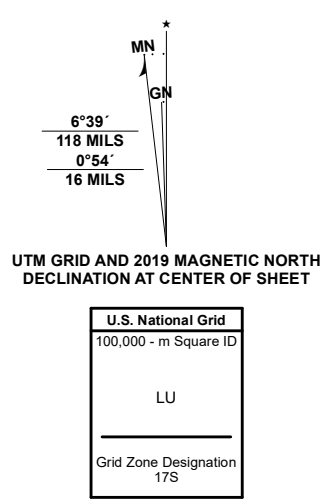 ★
MN
GN
6°39´
118 MILS
0°54´
16 MILS
UTM GRID AND 2019 MAGNETIC NORTH
DECLINATION AT CENTER OF SHEET
U.S. National Grid
100,000 - m Square ID
LU
Grid Zone Designation
17S